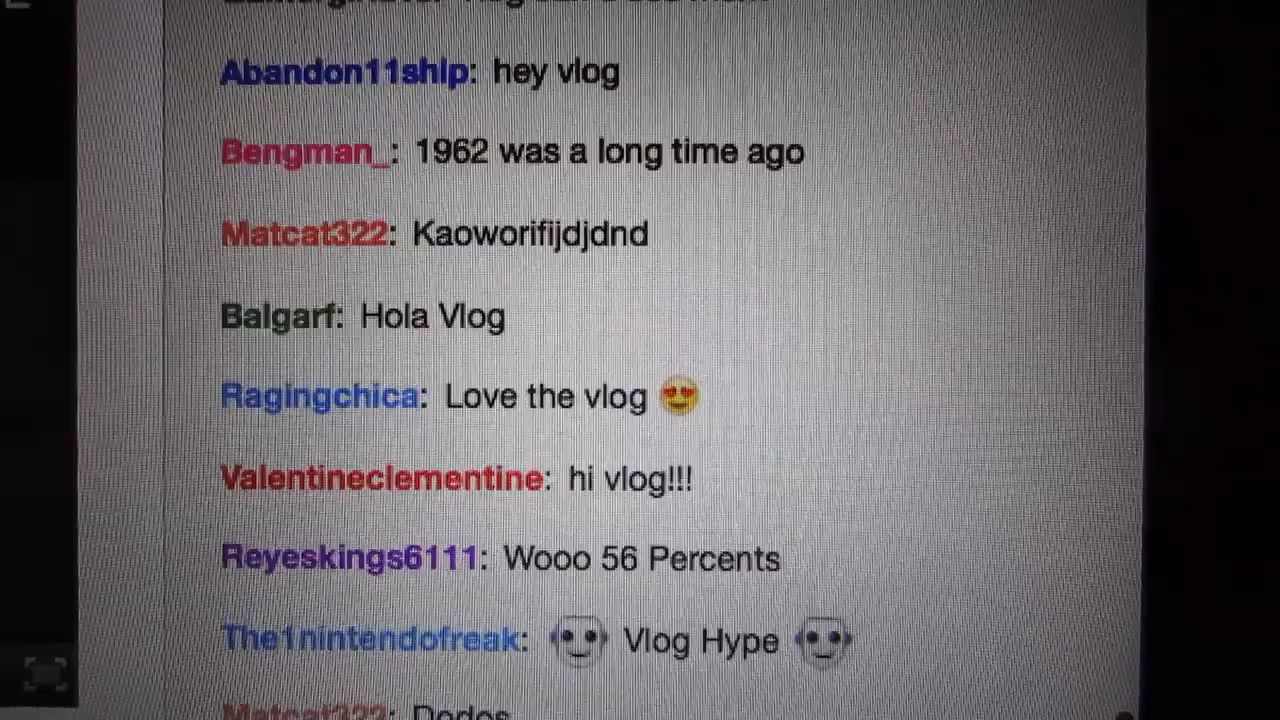 Abandon11ship: hey vlog
Bengman_: 1962 was a long time ago
Matcat322: Kaoworifijdjdnd
Balgarf: Hola Vlog
Ragingchica: Love the vlog 😍
Valentineclementine: hi vlog!!!
Reyeskings6111: Wooo 56 Percents
The1nintendofreak: Vlog Hype
Matcat322: Dodos